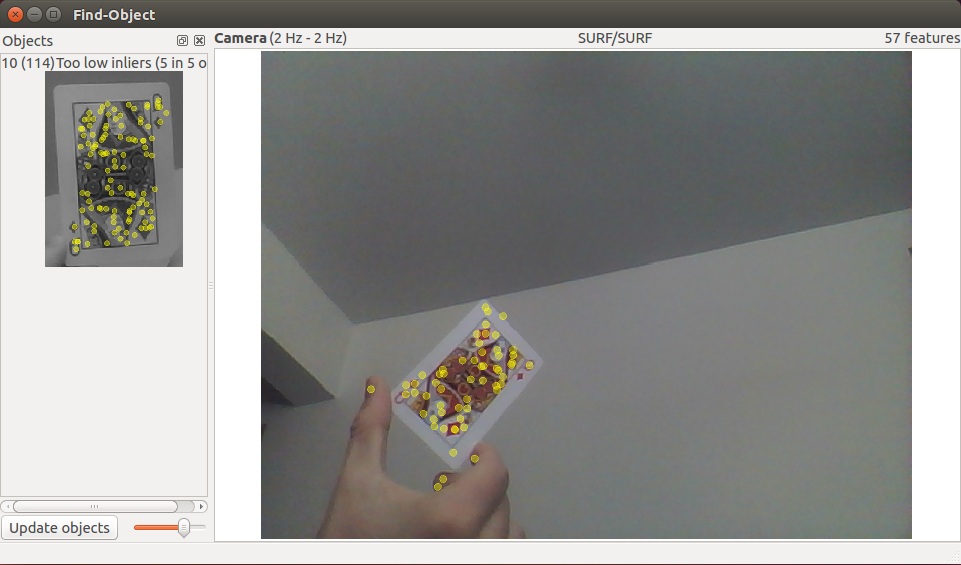 Find-Object
Objects
Camera (2 Hz - 2 Hz)
SURF/SURF
57 features
10 (114)Too low inliers (5 in 5 o
Update objects